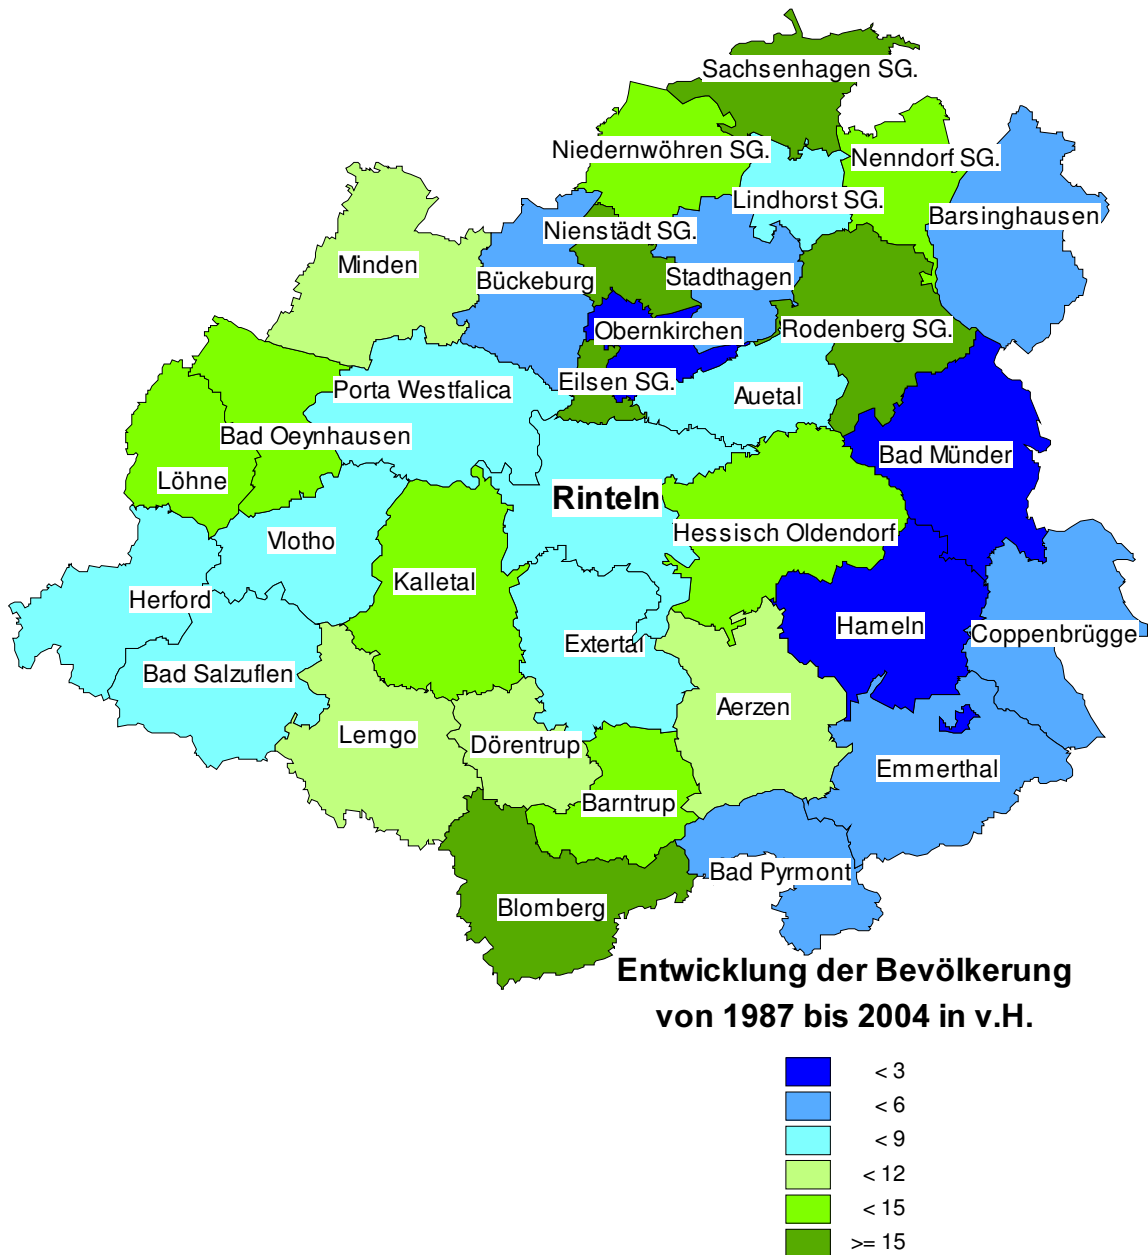 Sachsenhagen SG.
Niedernwöhren SG.
Nenndorf SG.
Lindhorst SG.
Barsinghausen
Nienstädt SG.
Minden
Bückeburg
Stadthagen
Obernkirchen
Rodenberg SG.
Porta Westfalica
Eilsen SG.
Auetal
Bad Oeynhausen
Bad Münder
Löhne
Rinteln
Hessisch Oldendorf
Vlotho
Kalletal
Herford
Hameln
Coppenbrügge
Extertal
Bad Salzuflen
Aerzen
Lemgo
Dörentrup
Emmerthal
Barntrup
Bad Pyrmont
Blomberg
Entwicklung der Bevölkerung
von 1987 bis 2004 in v.H.
< 3
< 6
< 9
< 12
< 15
>= 15